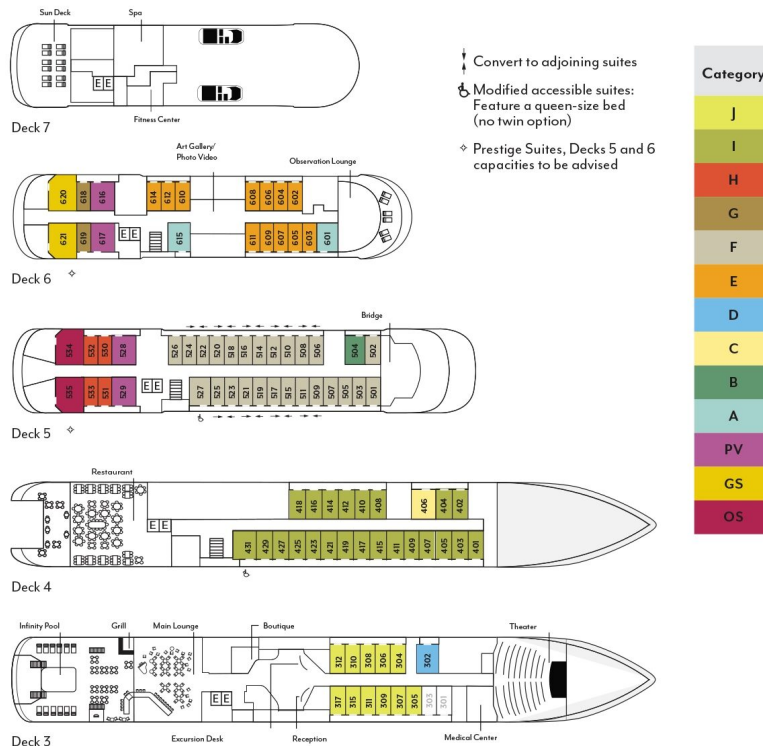 Sun Deck
Spa
E E
Fitness Center
Deck 7
Convert to adjoining suites
Modified accessible suites:
Feature a queen-size bed
(no twin option)
Prestige Suites, Decks 5 and 6
capacities to be advised
Category
J
I
H
G
F
E
D
C
B
A
PV
GS
OS
Art Gallery/
Photo Video
Observation Lounge
620 618 616 614 612 610 608 606 604 602
E E
621 619 617 615 611 609 607 605 603 601
Deck 6
Bridge
534 532 530 528 526 524 522 520 518 516 514 512 510 508 506 504 502
E E
535 533 531 529 527 525 523 521 519 517 515 511 509 507 505 503 501
Deck 5
Restaurant
418 416 414 412 410 408 406 404 402
E E
431 429 427 425 423 421 419 417 415 411 409 407 405 403 401
Deck 4
Infinity Pool
Grill
Main Lounge
Boutique
Theater
312 310 308 306 304 302
E E
317 315 311 309 307 305 303 301
Excursion Desk
Reception
Medical Center
Deck 3